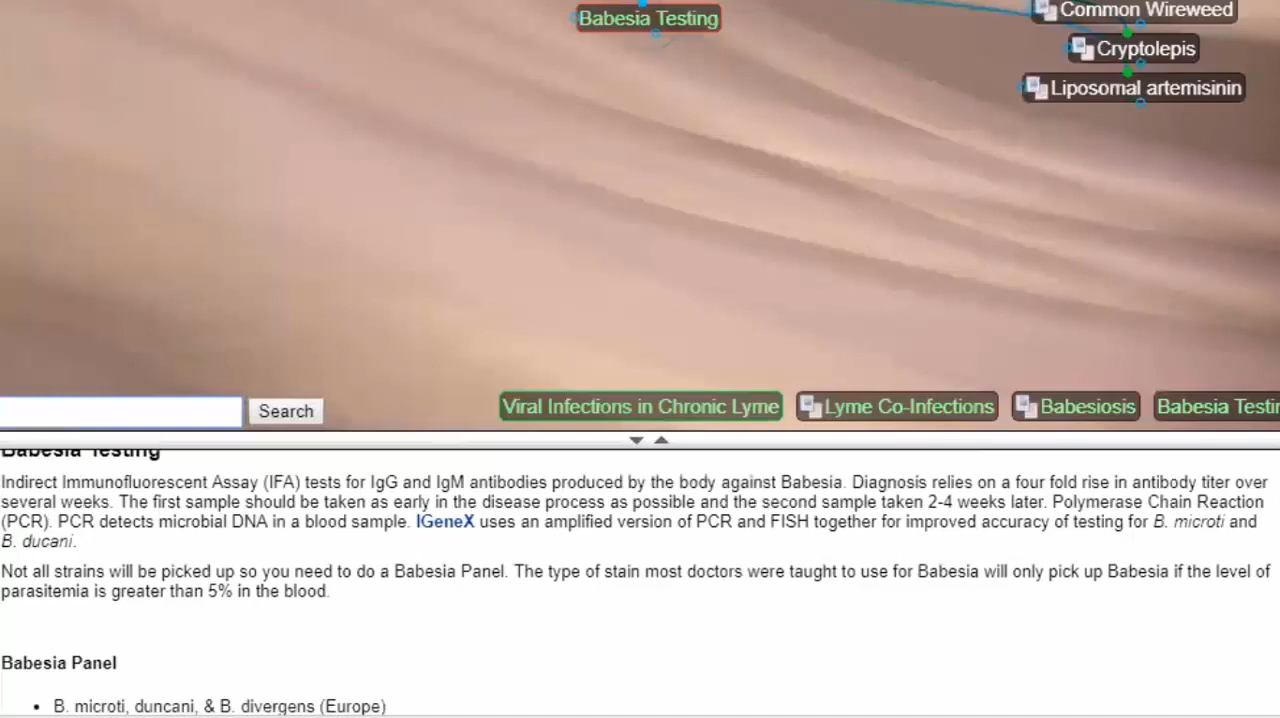 Babesia Testing
Common Wireweed
Cryptolepis
Liposomal artemisinin
Search
Viral Infections in Chronic Lyme
Lyme Co-Infections
Babesiosis
Babesia Testin
Babesia Testing
Indirect Immunofluorescent Assay (IFA) tests for IgG and IgM antibodies produced by the body against Babesia. Diagnosis relies on a four fold rise in antibody titer over
several weeks. The first sample should be taken as early in the disease process as possible and the second sample taken 2-4 weeks later. Polymerase Chain Reaction
(PCR). PCR detects microbial DNA in a blood sample. IGeneX uses an amplified version of PCR and FISH together for improved accuracy of testing for B. microti and
B. ducani.
Not all strains will be picked up so you need to do a Babesia Panel. The type of stain most doctors were taught to use for Babesia will only pick up Babesia if the level of
parasitemia is greater than 5% in the blood.
Babesia Panel
• B. microti, duncani, & B. divergens (Europe)